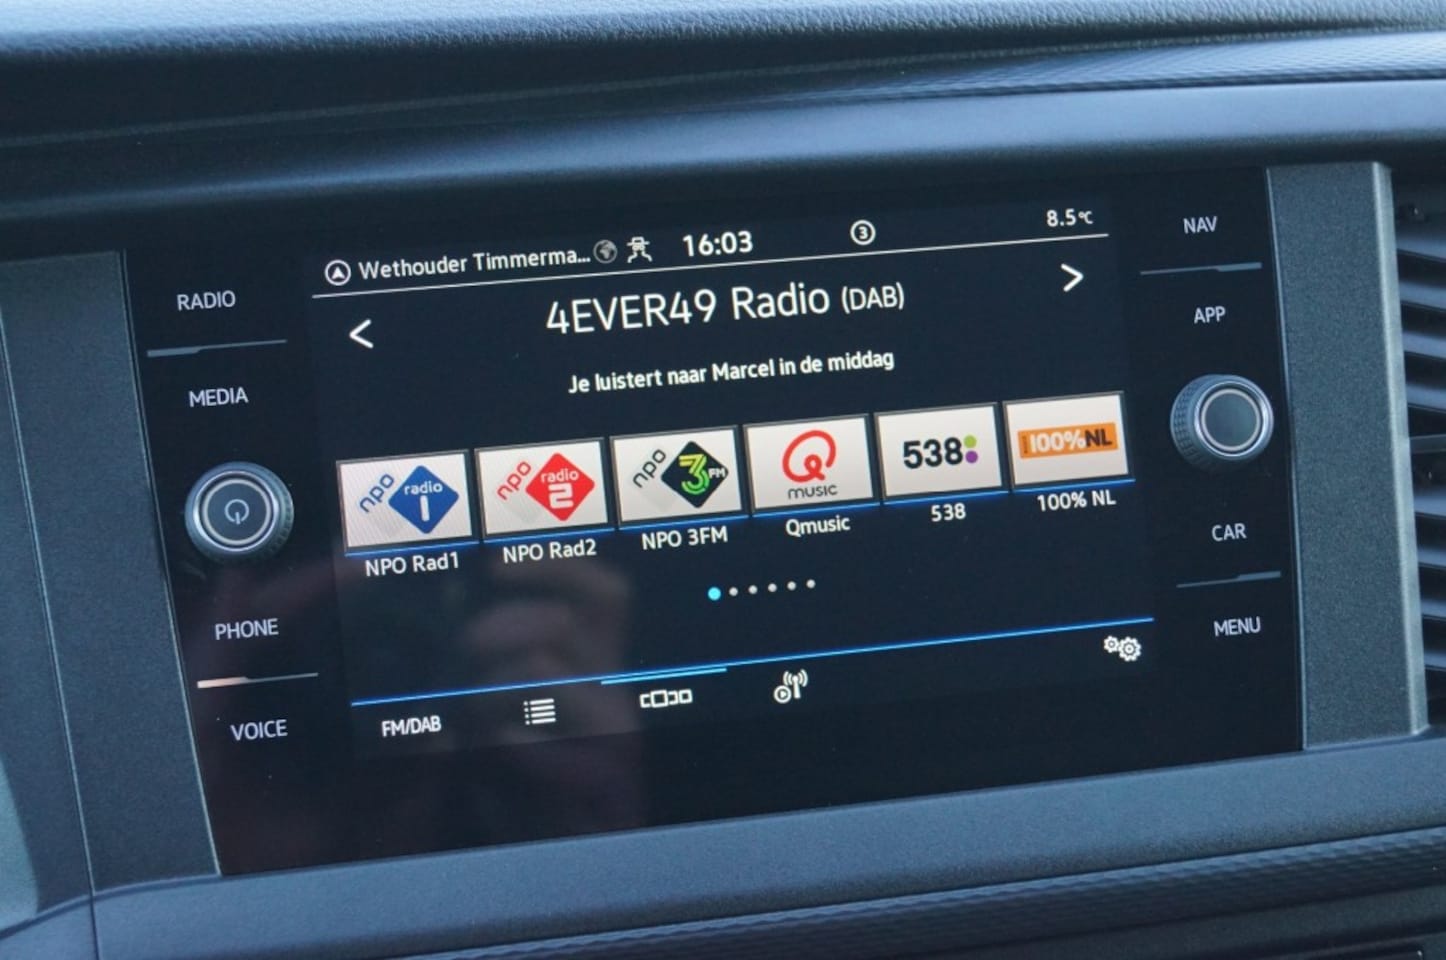 Wethouder Timmerma... 16:03 3 8.5°C
4EVER49 Radio (DAB)
Je luistert naar Marcel in de middag
npo radio 1
npo radio 2
npo 3FM
Q MUSIC
538
100%NL
NPO Rad1 NPO Rad2 NPO 3FM Qmusic 538 100% NL
FM/DAB
RADIO
MEDIA
PHONE
VOICE
NAV
APP
CAR
MENU